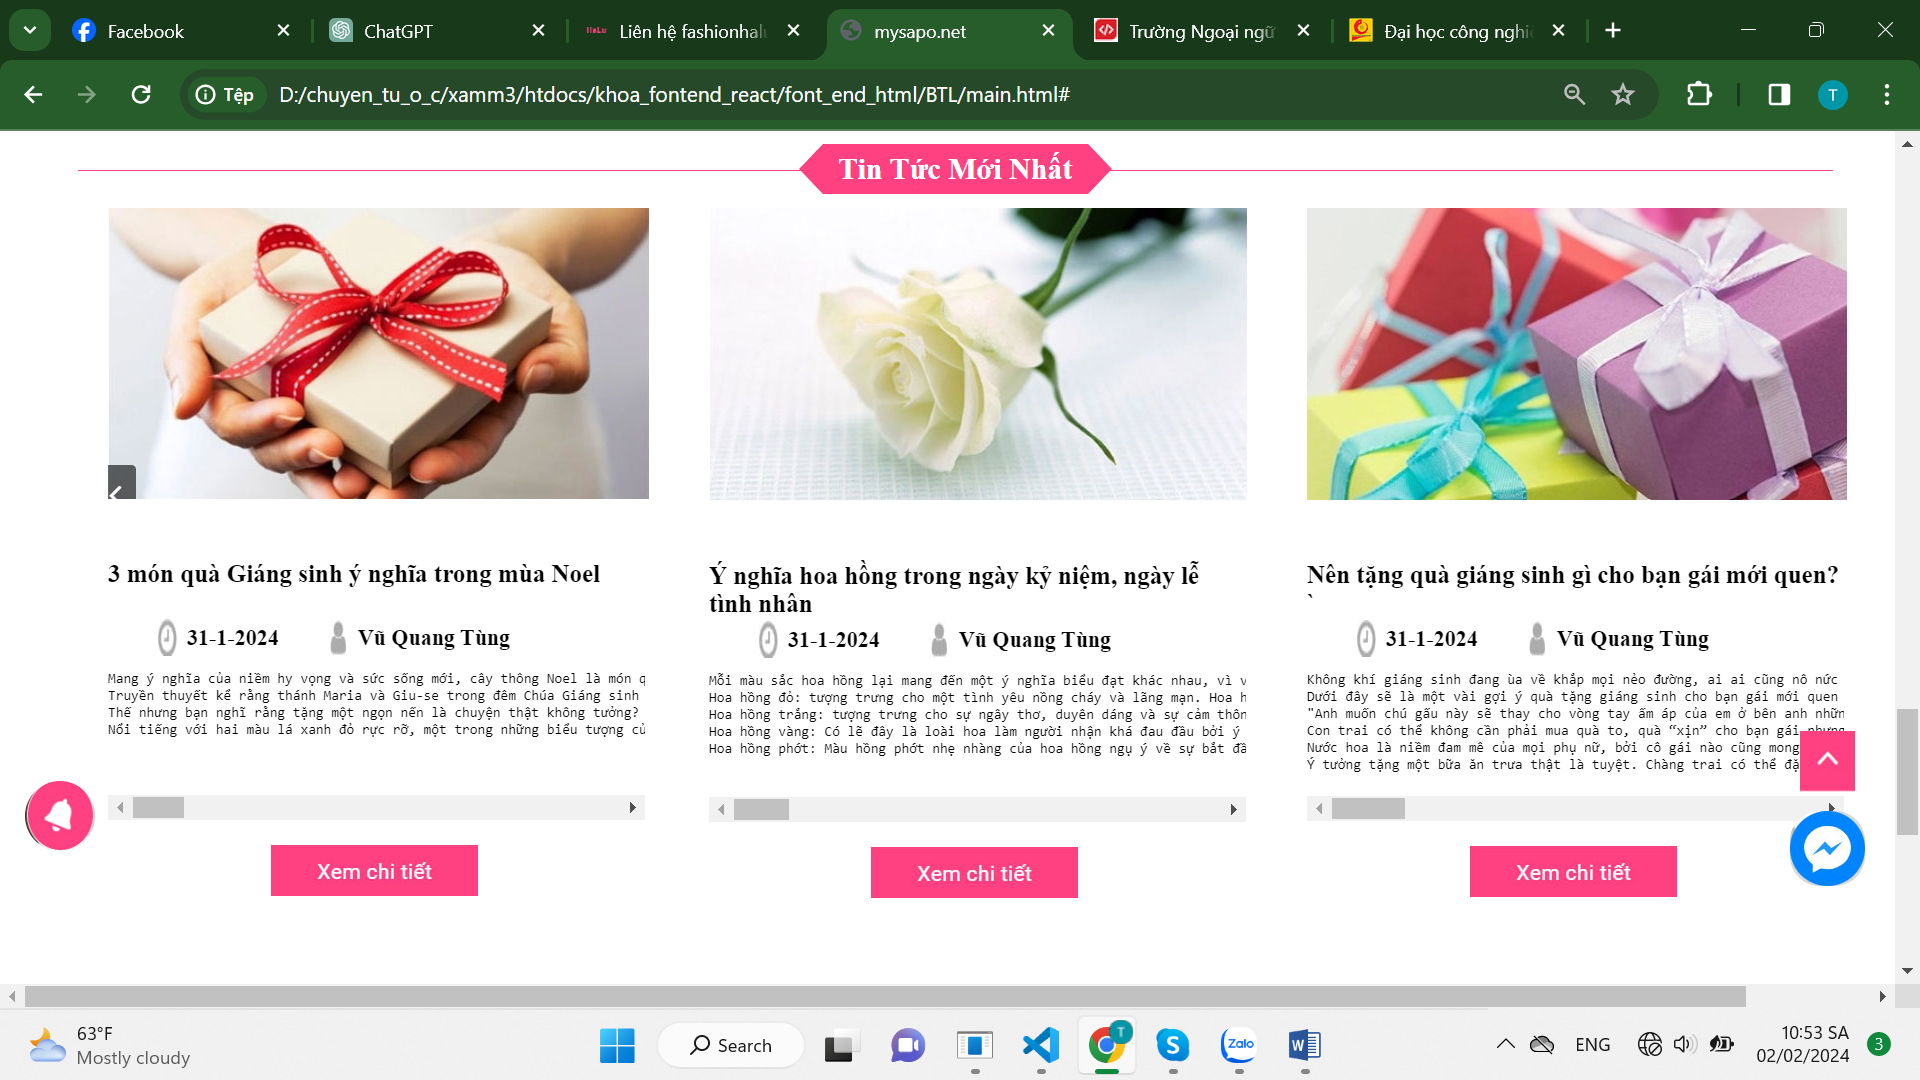 Facebook
ChatGPT
Liên hệ fashionhalu
mysapo.net
Trường Ngoại ngữ
Đại học công nghi
Tệp
D:/chuyen_tu_o_c/xamm3/htdocs/khoa_fontend_react/font_end_html/BTL/main.html#
T
Tin Tức Mới Nhất
3 món quà Giáng sinh ý nghĩa trong mùa Noel
31-1-2024 Vũ Quang Tùng
Mang ý nghĩa của niềm hy vọng và sức sống mới, cây thông Noel là món q
Truyền thuyết kể rằng thánh Maria và Giu-se trong đêm Chúa Giáng sinh
Thế nhưng bạn nghĩ rằng tặng một ngọn nến là chuyện thật không tưởng?
Nổi tiếng với hai màu lá xanh đỏ rực rỡ, một trong những biểu tượng củ
Xem chi tiết
Ý nghĩa hoa hồng trong ngày kỷ niệm, ngày lễ
tình nhân
31-1-2024 Vũ Quang Tùng
Mỗi màu sắc hoa hồng lại mang đến một ý nghĩa biểu đạt khác nhau, vì v
Hoa hồng đỏ: tượng trưng cho một tình yêu nồng cháy và lãng mạn. Hoa h
Hoa hồng trắng: tượng trưng cho sự ngây thơ, duyên dáng và sự cảm thôn
Hoa hồng vàng: Có lẽ đây là loài hoa làm người nhận khá đau đầu bởi ý
Hoa hồng phớt: Màu hồng phớt nhẹ nhàng của hoa hồng ngụ ý về sự bắt đầ
Xem chi tiết
Nên tặng quà giáng sinh gì cho bạn gái mới quen?
`
31-1-2024 Vũ Quang Tùng
Không khí giáng sinh đang ùa về khắp mọi nẻo đường, ai ai cũng nô nức
Dưới đây sẽ là một vài gợi ý quà tặng giáng sinh cho bạn gái mới quen
"Anh muốn chú gấu này sẽ thay cho vòng tay ấm áp của em ở bên anh nhữn
Con trai có thể không cần phải mua quà to, quà “xịn” cho bạn gái nhưng
Nước hoa là niềm đam mê của mọi phụ nữ, bởi cô gái nào cũng mong
Ý tưởng tặng một bữa ăn trưa thật là tuyệt. Chàng trai có thể đặ
Xem chi tiết
63°F
Mostly cloudy
Search
T
Zalo
ENG
10:53 SA
02/02/2024
3